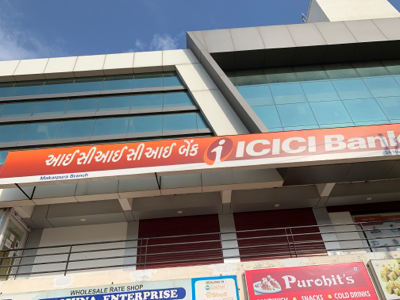 આઈસીઆઈસીઆઈ બેંક
ICICI Bank
Makarpura Branch
WHOLESALE RATE SHOP
ENTERPRISE
Purohit's
SNACKS ★ COLD DRINKS